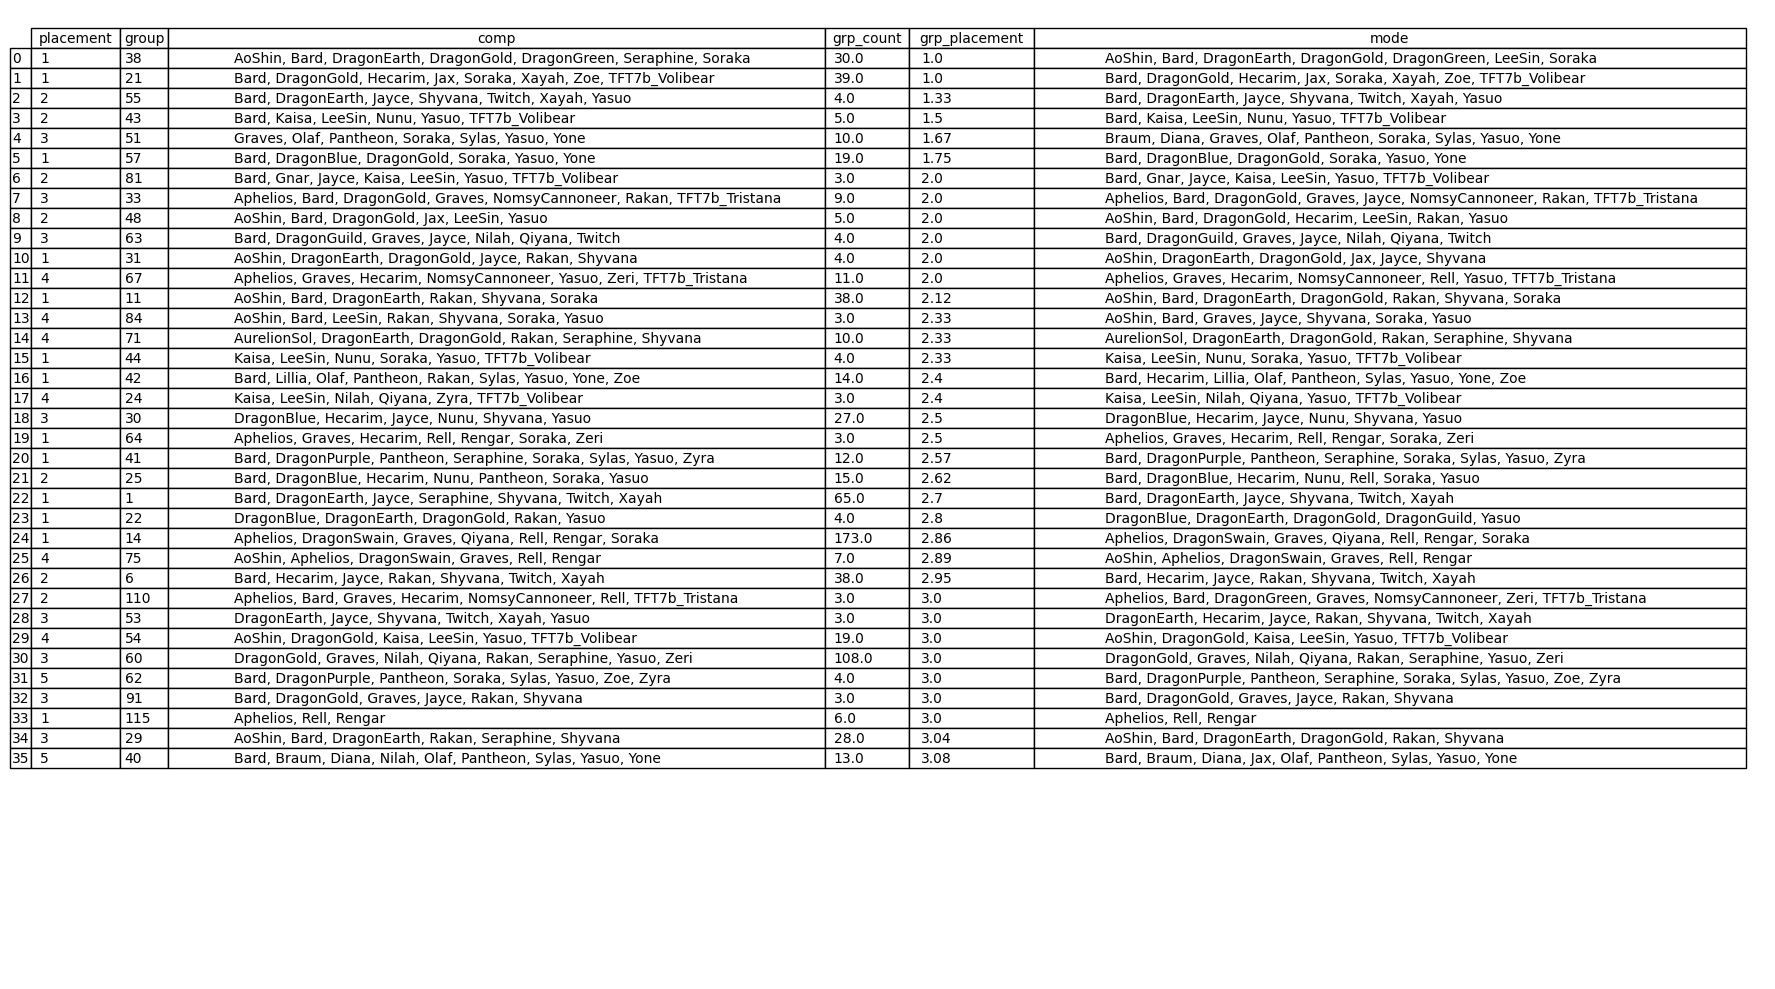 placement group comp grp_count grp_placement mode
0 1 38 AoShin, Bard, DragonEarth, DragonGold, DragonGreen, Seraphine, Soraka 30.0 1.0 AoShin, Bard, DragonEarth, DragonGold, DragonGreen, LeeSin, Soraka
1 1 21 Bard, DragonGold, Hecarim, Jax, Soraka, Xayah, Zoe, TFT7b_Volibear 39.0 1.0 Bard, DragonGold, Hecarim, Jax, Soraka, Xayah, Zoe, TFT7b_Volibear
2 2 55 Bard, DragonEarth, Jayce, Shyvana, Twitch, Xayah, Yasuo 4.0 1.33 Bard, DragonEarth, Jayce, Shyvana, Twitch, Xayah, Yasuo
3 2 43 Bard, Kaisa, LeeSin, Nunu, Yasuo, TFT7b_Volibear 5.0 1.5 Bard, Kaisa, LeeSin, Nunu, Yasuo, TFT7b_Volibear
4 3 51 Graves, Olaf, Pantheon, Soraka, Sylas, Yasuo, Yone 10.0 1.67 Braum, Diana, Graves, Olaf, Pantheon, Soraka, Sylas, Yasuo, Yone
5 1 57 Bard, DragonBlue, DragonGold, Soraka, Yasuo, Yone 19.0 1.75 Bard, DragonBlue, DragonGold, Soraka, Yasuo, Yone
6 2 81 Bard, Gnar, Jayce, Kaisa, LeeSin, Yasuo, TFT7b_Volibear 3.0 2.0 Bard, Gnar, Jayce, Kaisa, LeeSin, Yasuo, TFT7b_Volibear
7 3 33 Aphelios, Bard, DragonGold, Graves, NomsyCannoneer, Rakan, TFT7b_Tristana 9.0 2.0 Aphelios, Bard, DragonGold, Graves, Jayce, NomsyCannoneer, Rakan, TFT7b_Tristana
8 2 48 AoShin, Bard, DragonGold, Jax, LeeSin, Yasuo 5.0 2.0 AoShin, Bard, DragonGold, Hecarim, LeeSin, Rakan, Yasuo
9 3 63 Bard, DragonGuild, Graves, Jayce, Nilah, Qiyana, Twitch 4.0 2.0 Bard, DragonGuild, Graves, Jayce, Nilah, Qiyana, Twitch
10 1 31 AoShin, DragonEarth, DragonGold, Jayce, Rakan, Shyvana 4.0 2.0 AoShin, DragonEarth, DragonGold, Jax, Jayce, Shyvana
11 4 67 Aphelios, Graves, Hecarim, NomsyCannoneer, Yasuo, Zeri, TFT7b_Tristana 11.0 2.0 Aphelios, Graves, Hecarim, NomsyCannoneer, Rell, Yasuo, TFT7b_Tristana
12 1 11 AoShin, Bard, DragonEarth, Rakan, Shyvana, Soraka 38.0 2.12 AoShin, Bard, DragonEarth, DragonGold, Rakan, Shyvana, Soraka
13 4 84 AoShin, Bard, LeeSin, Rakan, Shyvana, Soraka, Yasuo 3.0 2.33 AoShin, Bard, Graves, Jayce, Shyvana, Soraka, Yasuo
14 4 71 AurelionSol, DragonEarth, DragonGold, Rakan, Seraphine, Shyvana 10.0 2.33 AurelionSol, DragonEarth, DragonGold, Rakan, Seraphine, Shyvana
15 1 44 Kaisa, LeeSin, Nunu, Soraka, Yasuo, TFT7b_Volibear 4.0 2.33 Kaisa, LeeSin, Nunu, Soraka, Yasuo, TFT7b_Volibear
16 1 42 Bard, Lillia, Olaf, Pantheon, Rakan, Sylas, Yasuo, Yone, Zoe 14.0 2.4 Bard, Hecarim, Lillia, Olaf, Pantheon, Sylas, Yasuo, Yone, Zoe
17 4 24 Kaisa, LeeSin, Nilah, Qiyana, Zyra, TFT7b_Volibear 3.0 2.4 Kaisa, LeeSin, Nilah, Qiyana, Yasuo, TFT7b_Volibear
18 3 30 DragonBlue, Hecarim, Jayce, Nunu, Shyvana, Yasuo 27.0 2.5 DragonBlue, Hecarim, Jayce, Nunu, Shyvana, Yasuo
19 1 64 Aphelios, Graves, Hecarim, Rell, Rengar, Soraka, Zeri 3.0 2.5 Aphelios, Graves, Hecarim, Rell, Rengar, Soraka, Zeri
20 1 41 Bard, DragonPurple, Pantheon, Seraphine, Soraka, Sylas, Yasuo, Zyra 12.0 2.57 Bard, DragonPurple, Pantheon, Seraphine, Soraka, Sylas, Yasuo, Zyra
21 2 25 Bard, DragonBlue, Hecarim, Nunu, Pantheon, Soraka, Yasuo 15.0 2.62 Bard, DragonBlue, Hecarim, Nunu, Rell, Soraka, Yasuo
22 1 1 Bard, DragonEarth, Jayce, Seraphine, Shyvana, Twitch, Xayah 65.0 2.7 Bard, DragonEarth, Jayce, Shyvana, Twitch, Xayah
23 1 22 DragonBlue, DragonEarth, DragonGold, Rakan, Yasuo 4.0 2.8 DragonBlue, DragonEarth, DragonGold, DragonGuild, Yasuo
24 1 14 Aphelios, DragonSwain, Graves, Qiyana, Rell, Rengar, Soraka 173.0 2.86 Aphelios, DragonSwain, Graves, Qiyana, Rell, Rengar, Soraka
25 4 75 AoShin, Aphelios, DragonSwain, Graves, Rell, Rengar 7.0 2.89 AoShin, Aphelios, DragonSwain, Graves, Rell, Rengar
26 2 6 Bard, Hecarim, Jayce, Rakan, Shyvana, Twitch, Xayah 38.0 2.95 Bard, Hecarim, Jayce, Rakan, Shyvana, Twitch, Xayah
27 2 110 Aphelios, Bard, Graves, Hecarim, NomsyCannoneer, Rell, TFT7b_Tristana 3.0 3.0 Aphelios, Bard, DragonGreen, Graves, NomsyCannoneer, Zeri, TFT7b_Tristana
28 3 53 DragonEarth, Jayce, Shyvana, Twitch, Xayah, Yasuo 3.0 3.0 DragonEarth, Hecarim, Jayce, Rakan, Shyvana, Twitch, Xayah
29 4 54 AoShin, DragonGold, Kaisa, LeeSin, Yasuo, TFT7b_Volibear 19.0 3.0 AoShin, DragonGold, Kaisa, LeeSin, Yasuo, TFT7b_Volibear
30 3 60 DragonGold, Graves, Nilah, Qiyana, Rakan, Seraphine, Yasuo, Zeri 108.0 3.0 DragonGold, Graves, Nilah, Qiyana, Rakan, Seraphine, Yasuo, Zeri
31 5 62 Bard, DragonPurple, Pantheon, Soraka, Sylas, Yasuo, Zoe, Zyra 4.0 3.0 Bard, DragonPurple, Pantheon, Seraphine, Soraka, Sylas, Yasuo, Zoe, Zyra
32 3 91 Bard, DragonGold, Graves, Jayce, Rakan, Shyvana 3.0 3.0 Bard, DragonGold, Graves, Jayce, Rakan, Shyvana
33 1 115 Aphelios, Rell, Rengar 6.0 3.0 Aphelios, Rell, Rengar
34 3 29 AoShin, Bard, DragonEarth, Rakan, Seraphine, Shyvana 28.0 3.04 AoShin, Bard, DragonEarth, DragonGold, Rakan, Shyvana
35 5 40 Bard, Braum, Diana, Nilah, Olaf, Pantheon, Sylas, Yasuo, Yone 13.0 3.08 Bard, Braum, Diana, Jax, Olaf, Pantheon, Sylas, Yasuo, Yone